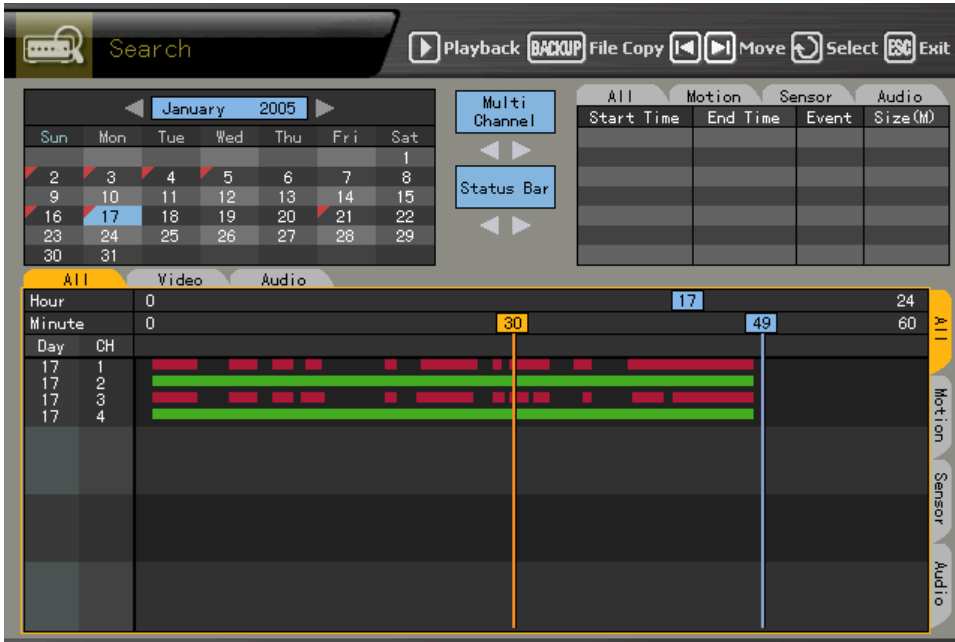 Search
Playback BACKUP File Copy Move Select ESC Exit
January 2005
Sun Mon Tue Wed Thu Fri Sat
1
2 3 4 5 6 7 8
9 10 11 12 13 14 15
16 17 18 19 20 21 22
23 24 25 26 27 28 29
30 31
Multi
Channel
Status Bar
All Motion Sensor Audio
Start Time End Time Event Size(M)
All Video Audio
Hour 0 17 24
Minute 0 30 49 60
Day CH
17 1
17 2
17 3
17 4
All
Motion
Sensor
Audio